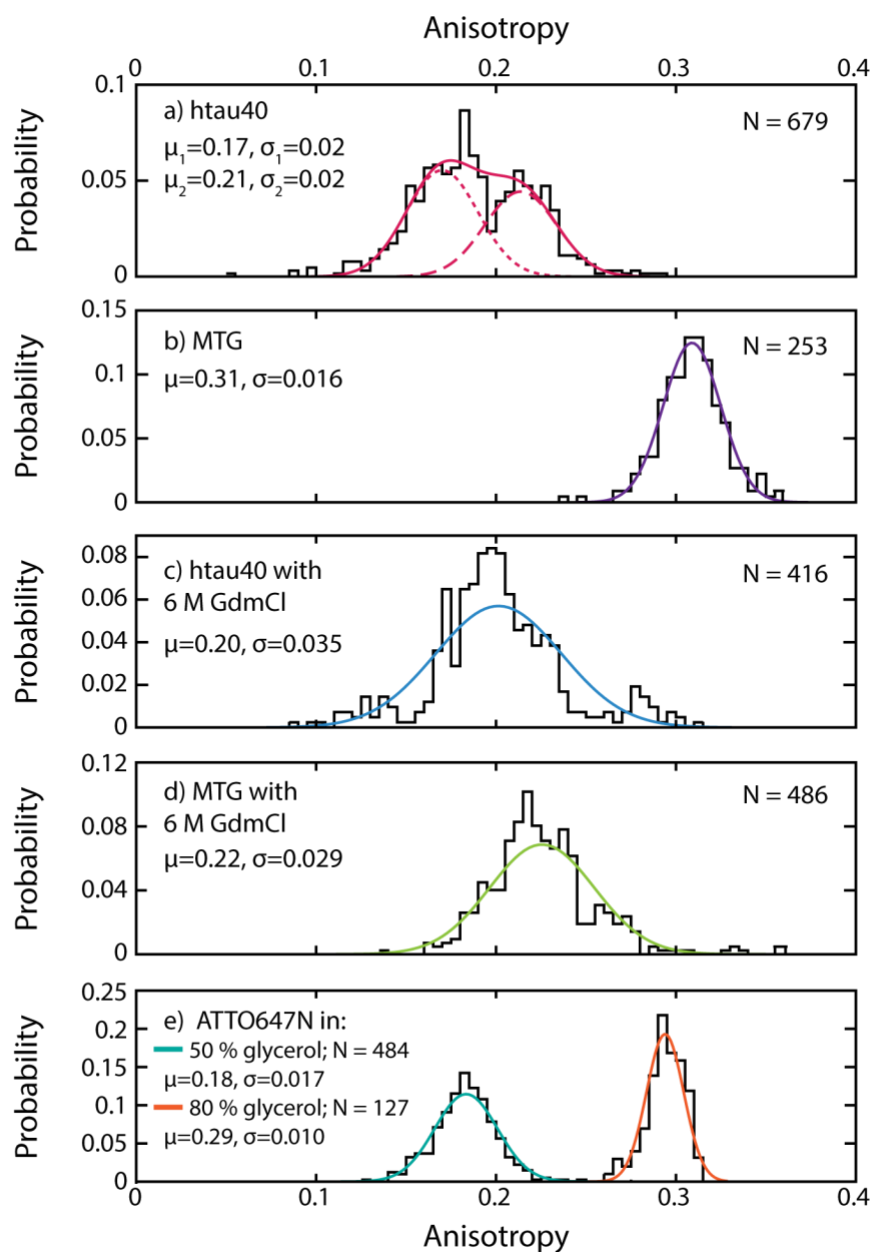 Anisotropy
0 0.1 0.2 0.3 0.4
0.1
0.05
0
Probability
a) htau40
μ1=0.17, σ1=0.02
μ2=0.21, σ2=0.02
N = 679
0.15
0.1
0.05
0
Probability
b) MTG
μ=0.31, σ=0.016
N = 253
0.08
0.06
0.04
0.02
0
Probability
c) htau40 with
6 M GdmCl
μ=0.20, σ=0.035
N = 416
0.12
0.08
0.04
0
Probability
d) MTG with
6 M GdmCl
μ=0.22, σ=0.029
N = 486
0.25
0.2
0.15
0.1
0.05
0
Probability
e) ATTO647N in:
50 % glycerol; N = 484
μ=0.18, σ=0.017
80 % glycerol; N = 127
μ=0.29, σ=0.010
0.1 0.2 0.3 0.4
Anisotropy